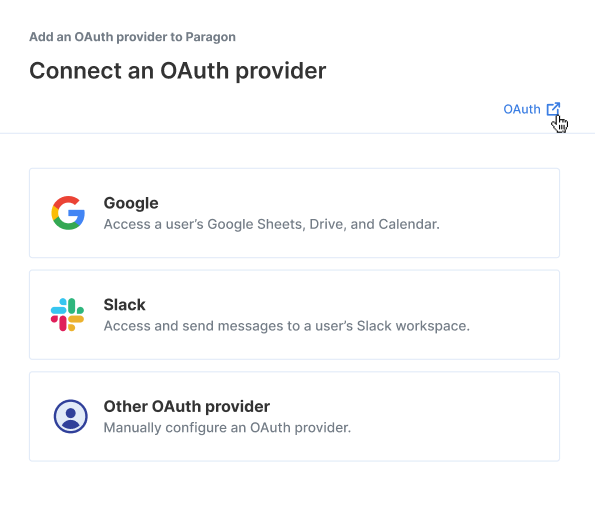 Add an OAuth provider to Paragon
Connect an OAuth provider
OAuth
Google
Access a user’s Google Sheets, Drive, and Calendar.
Slack
Access and send messages to a user’s Slack workspace.
Other OAuth provider
Manually configure an OAuth provider.